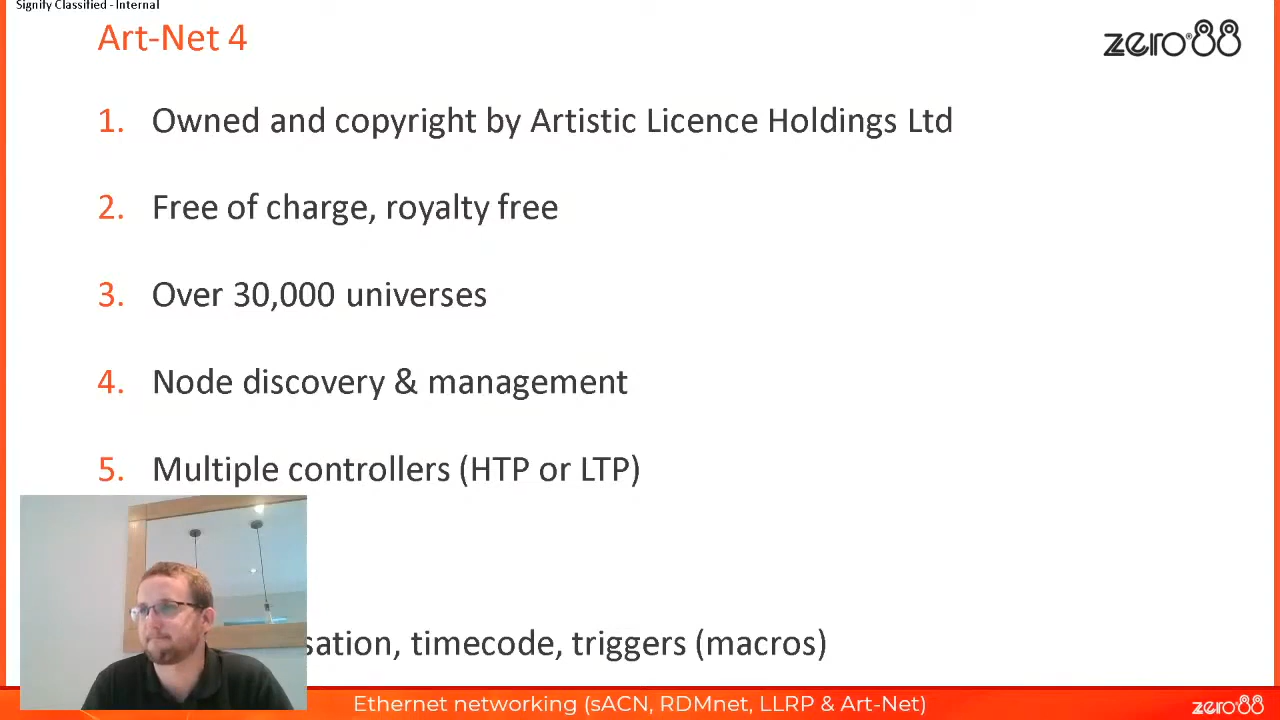 Signify Classified - Internal
Art-Net 4
zero®88
1. Owned and copyright by Artistic Licence Holdings Ltd
2. Free of charge, royalty free
3. Over 30,000 universes
4. Node discovery & management
5. Multiple controllers (HTP or LTP)
sation, timecode, triggers (macros)
Ethernet networking (sACN, RDMnet, LLRP & Art-Net)
zero88